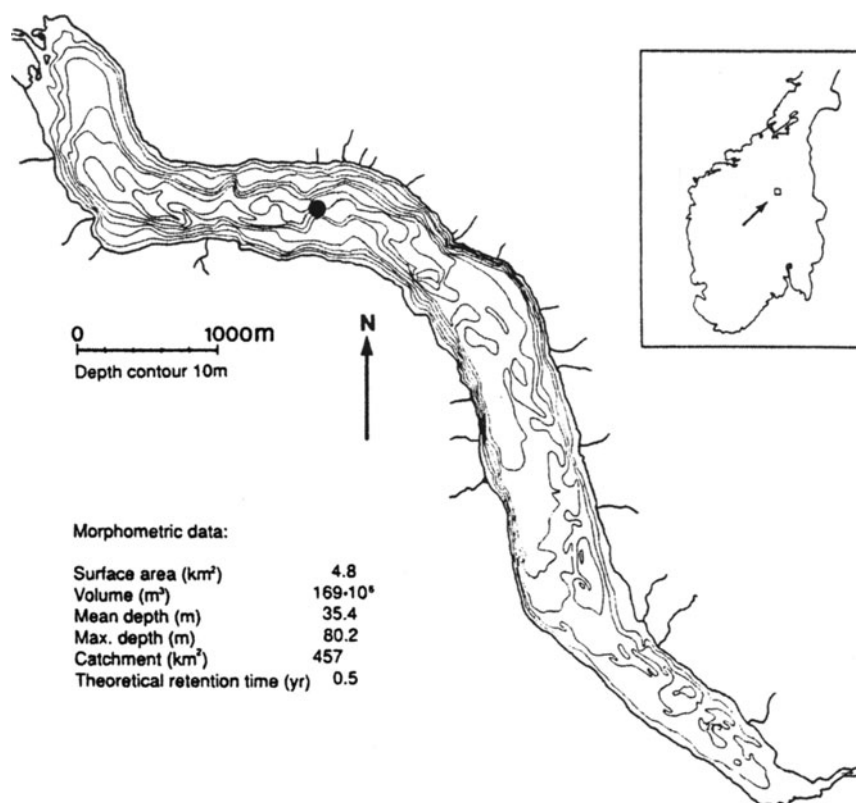 0 1000m
Depth contour 10m
N
Morphometric data:
Surface area (km²) 4.8
Volume (m³) 169·10⁶
Mean depth (m) 35.4
Max. depth (m) 80.2
Catchment (km²) 457
Theoretical retention time (yr) 0.5